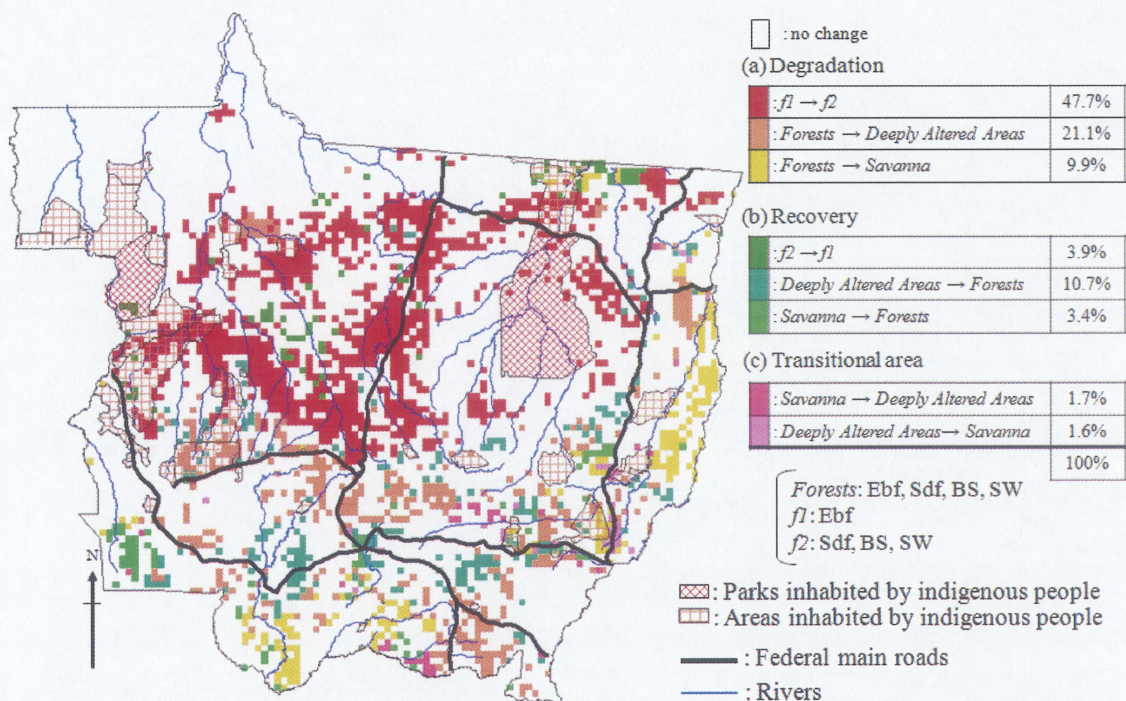 : no change
(a) Degradation
: f1 → f2 47.7%
: Forests → Deeply Altered Areas 21.1%
: Forests → Savanna 9.9%
(b) Recovery
: f2 → f1 3.9%
: Deeply Altered Areas → Forests 10.7%
: Savanna → Forests 3.4%
(c) Transitional area
: Savanna → Deeply Altered Areas 1.7%
: Deeply Altered Areas→ Savanna 1.6%
100%
Forests: Ebf, Sdf, BS, SW
f1: Ebf
f2: Sdf, BS, SW
N
: Parks inhabited by indigenous people
: Areas inhabited by indigenous people
: Federal main roads
: Rivers